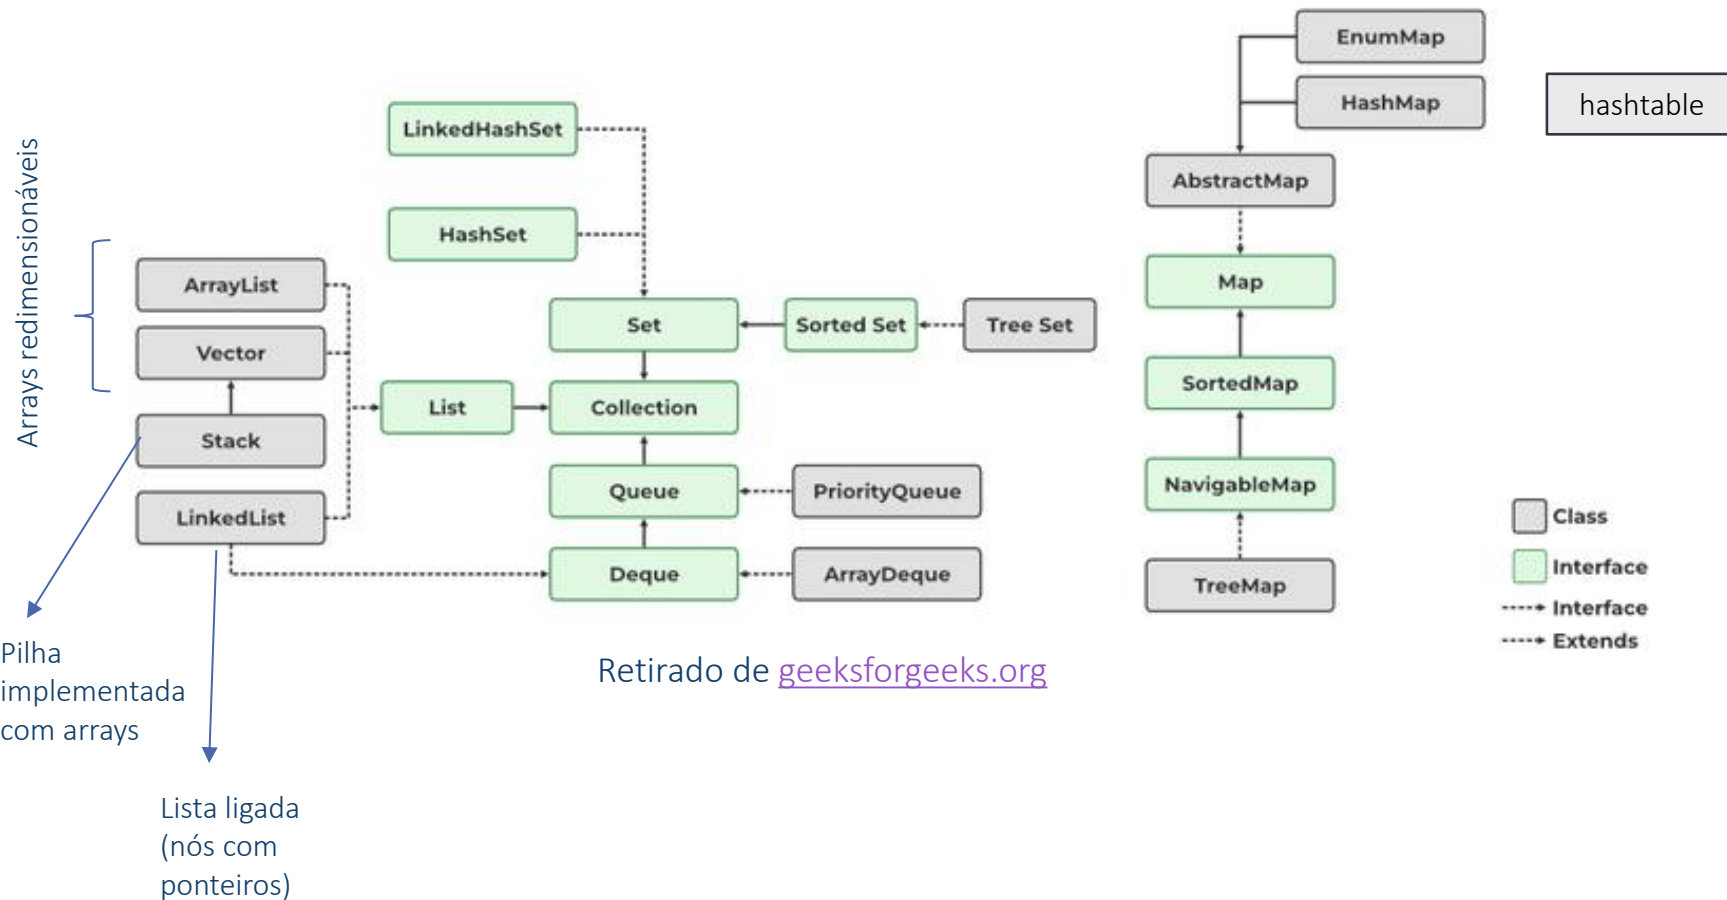 EnumMap
HashMap
hashtable
LinkedHashSet
AbstractMap
Arrays redimensionáveis
HashSet
ArrayList
Map
Set
Sorted Set
Tree Set
Vector
SortedMap
List
Collection
Stack
Queue
PriorityQueue
NavigableMap
LinkedList
Class
Deque
ArrayDeque
Interface
TreeMap
Interface
Extends
Pilha
implementada
com arrays
Retirado de geeksforgeeks.org
Lista ligada
(nós com
ponteiros)